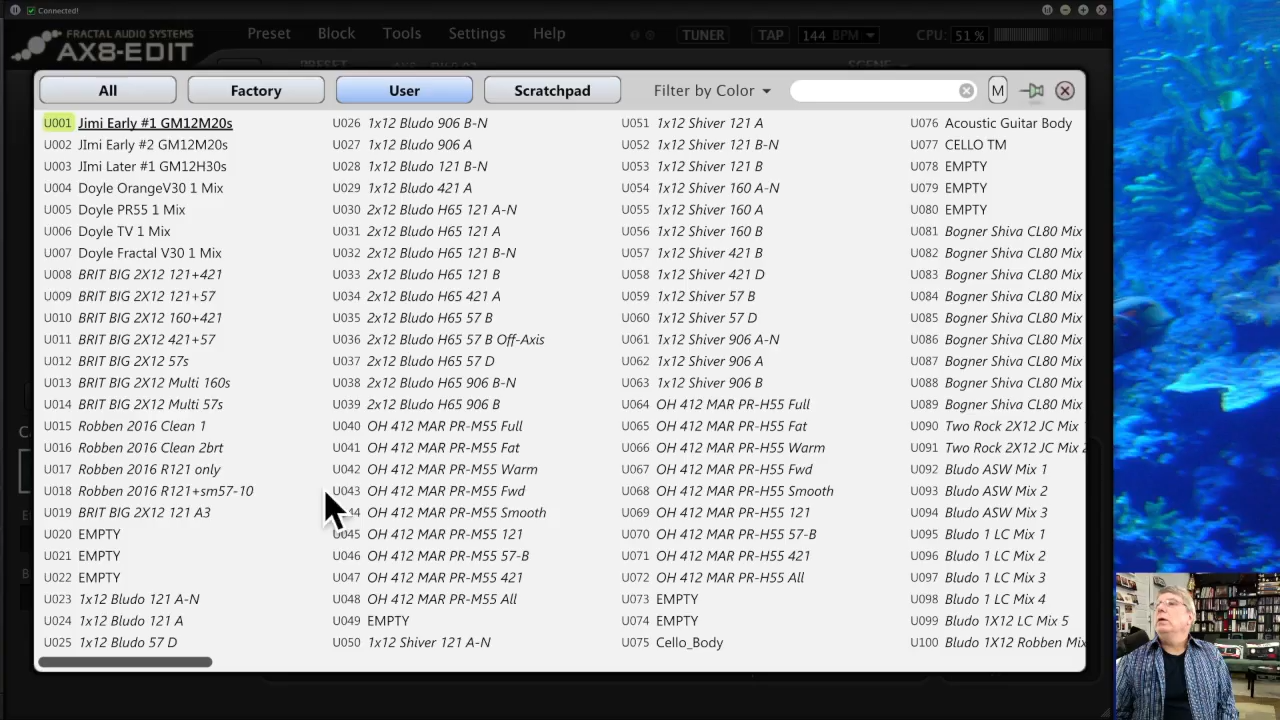 Connected!
FRACTAL AUDIO SYSTEMS
AX8-EDIT
Preset Block Tools Settings Help
TUNER TAP 144 BPM CPU: 51 %
All Factory User Scratchpad Filter by Color M
U001 Jimi Early #1 GM12M20s
U002 JImi Early #2 GM12M20s
U003 JImi Later #1 GM12H30s
U004 Doyle OrangeV30 1 Mix
U005 Doyle PR55 1 Mix
U006 Doyle TV 1 Mix
U007 Doyle Fractal V30 1 Mix
U008 BRIT BIG 2X12 121+421
U009 BRIT BIG 2X12 121+57
U010 BRIT BIG 2X12 160+421
U011 BRIT BIG 2X12 421+57
U012 BRIT BIG 2X12 57s
U013 BRIT BIG 2X12 Multi 160s
U014 BRIT BIG 2X12 Multi 57s
U015 Robben 2016 Clean 1
U016 Robben 2016 Clean 2brt
U017 Robben 2016 R121 only
U018 Robben 2016 R121+sm57-10
U019 BRIT BIG 2X12 121 A3
U020 EMPTY
U021 EMPTY
U022 EMPTY
U023 1x12 Bludo 121 A-N
U024 1x12 Bludo 121 A
U025 1x12 Bludo 57 D
U026 1x12 Bludo 906 B-N
U027 1x12 Bludo 906 A
U028 1x12 Bludo 121 B-N
U029 1x12 Bludo 421 A
U030 2x12 Bludo H65 121 A-N
U031 2x12 Bludo H65 121 A
U032 2x12 Bludo H65 121 B-N
U033 2x12 Bludo H65 121 B
U034 2x12 Bludo H65 421 A
U035 2x12 Bludo H65 57 B
U036 2x12 Bludo H65 57 B Off-Axis
U037 2x12 Bludo H65 57 D
U038 2x12 Bludo H65 906 B-N
U039 2x12 Bludo H65 906 B
U040 OH 412 MAR PR-M55 Full
U041 OH 412 MAR PR-M55 Fat
U042 OH 412 MAR PR-M55 Warm
U043 OH 412 MAR PR-M55 Fwd
44 OH 412 MAR PR-M55 Smooth
U045 OH 412 MAR PR-M55 121
U046 OH 412 MAR PR-M55 57-B
U047 OH 412 MAR PR-M55 421
U048 OH 412 MAR PR-M55 All
U049 EMPTY
U050 1x12 Shiver 121 A-N
U051 1x12 Shiver 121 A
U052 1x12 Shiver 121 B-N
U053 1x12 Shiver 121 B
U054 1x12 Shiver 160 A-N
U055 1x12 Shiver 160 A
U056 1x12 Shiver 160 B
U057 1x12 Shiver 421 B
U058 1x12 Shiver 421 D
U059 1x12 Shiver 57 B
U060 1x12 Shiver 57 D
U061 1x12 Shiver 906 A-N
U062 1x12 Shiver 906 A
U063 1x12 Shiver 906 B
U064 OH 412 MAR PR-H55 Full
U065 OH 412 MAR PR-H55 Fat
U066 OH 412 MAR PR-H55 Warm
U067 OH 412 MAR PR-H55 Fwd
U068 OH 412 MAR PR-H55 Smooth
U069 OH 412 MAR PR-H55 121
U070 OH 412 MAR PR-H55 57-B
U071 OH 412 MAR PR-H55 421
U072 OH 412 MAR PR-H55 All
U073 EMPTY
U074 EMPTY
U075 Cello_Body
U076 Acoustic Guitar Body
U077 CELLO TM
U078 EMPTY
U079 EMPTY
U080 EMPTY
U081 Bogner Shiva CL80 Mix
U082 Bogner Shiva CL80 Mix
U083 Bogner Shiva CL80 Mix
U084 Bogner Shiva CL80 Mix
U085 Bogner Shiva CL80 Mix
U086 Bogner Shiva CL80 Mix
U087 Bogner Shiva CL80 Mix
U088 Bogner Shiva CL80 Mix
U089 Bogner Shiva CL80 Mix
U090 Two Rock 2X12 JC Mix
U091 Two Rock 2X12 JC Mix 2
U092 Bludo ASW Mix 1
U093 Bludo ASW Mix 2
U094 Bludo ASW Mix 3
U095 Bludo 1 LC Mix 1
U096 Bludo 1 LC Mix 2
U097 Bludo 1 LC Mix 3
U098 Bludo 1 LC Mix 4
U099 Bludo 1X12 LC Mix 5
U100 Bludo 1X12 Robben Mix